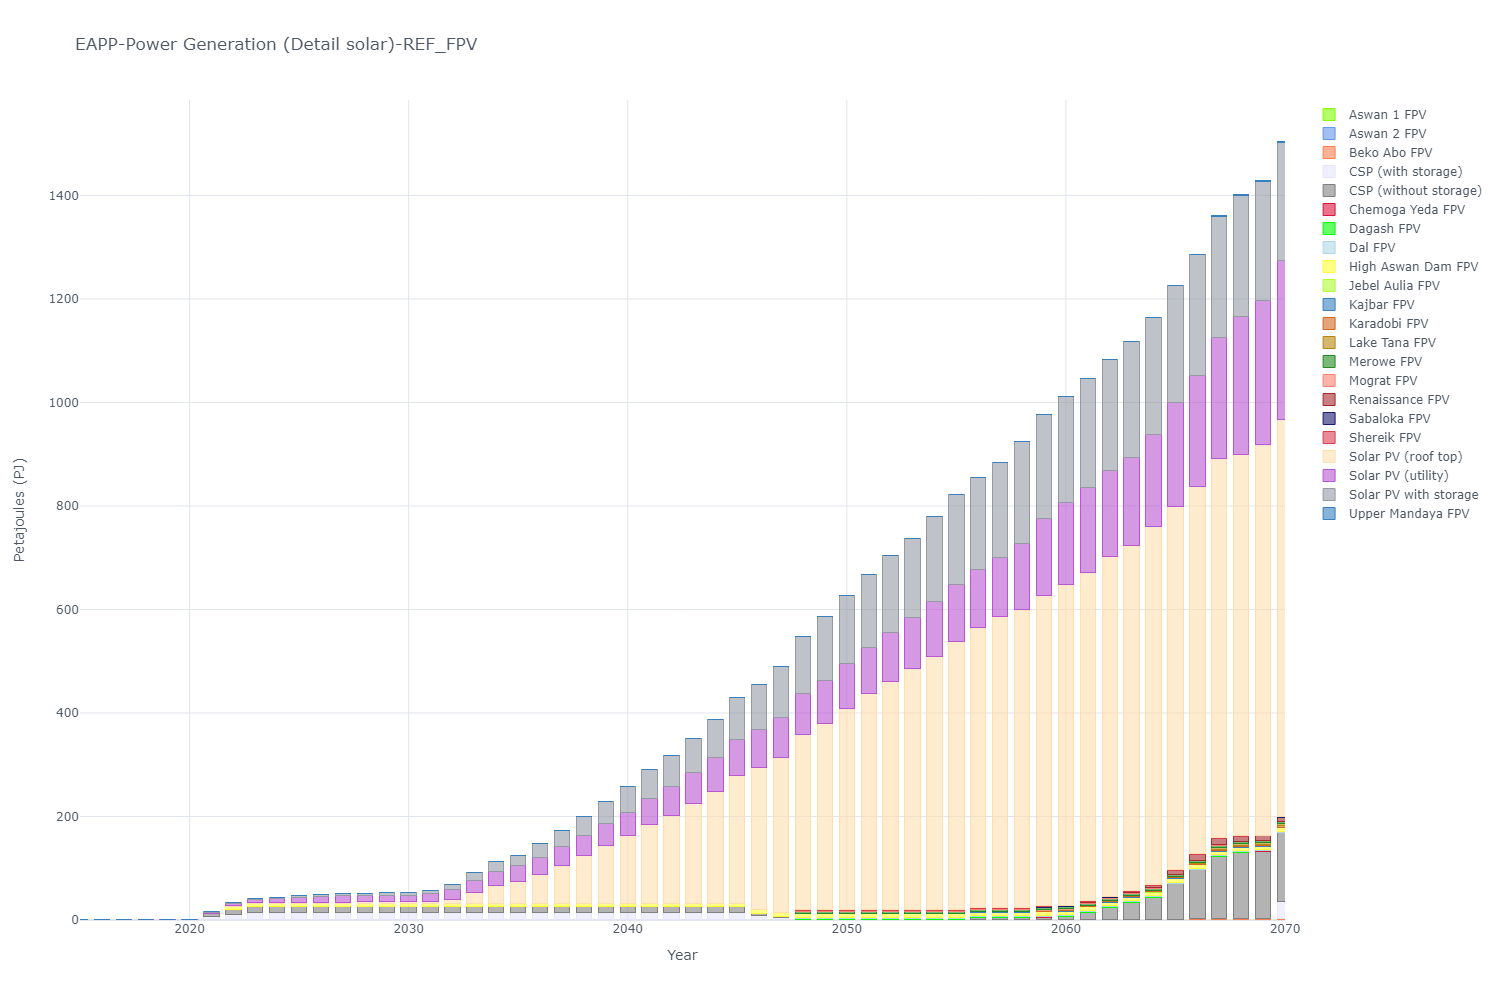 EAPP-Power Generation (Detail solar)-REF_FPV
Petajoules (PJ)
1400
1200
1000
800
600
400
200
0
2020
2030
2040
2050
2060
2070
Year
Aswan 1 FPV
Aswan 2 FPV
Beko Abo FPV
CSP (with storage)
CSP (without storage)
Chemoga Yeda FPV
Dagash FPV
Dal FPV
High Aswan Dam FPV
Jebel Aulia FPV
Kajbar FPV
Karadobi FPV
Lake Tana FPV
Merowe FPV
Mograt FPV
Renaissance FPV
Sabaloka FPV
Shereik FPV
Solar PV (roof top)
Solar PV (utility)
Solar PV with storage
Upper Mandaya FPV